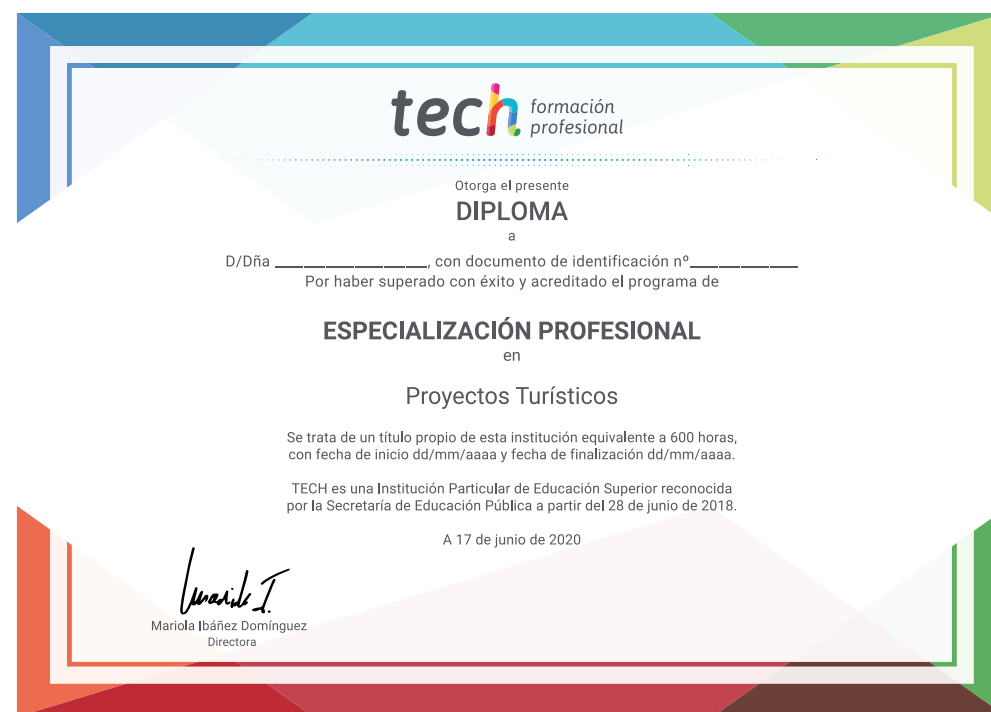 tech formación
profesional
Otorga el presente
DIPLOMA
a
D/Dña ______________, con documento de identificación nº__________
Por haber superado con éxito y acreditado el programa de
ESPECIALIZACIÓN PROFESIONAL
en
Proyectos Turísticos
Se trata de un título propio de esta institución equivalente a 600 horas,
con fecha de inicio dd/mm/aaaa y fecha de finalización dd/mm/aaaa.
TECH es una Institución Particular de Educación Superior reconocida
por la Secretaría de Educación Pública a partir del 28 de junio de 2018.
A 17 de junio de 2020
Mariola Ibáñez Domínguez
Directora